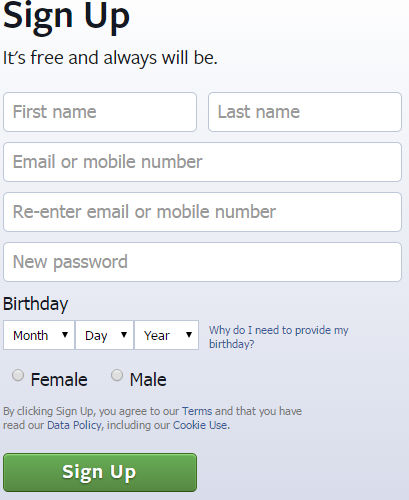 Sign Up
It's free and always will be.
First name Last name
Email or mobile number
Re-enter email or mobile number
New password
Birthday
Month Day Year Why do I need to provide my
birthday?
Female Male
By clicking Sign Up, you agree to our Terms and that you have
read our Data Policy, including our Cookie Use.
Sign Up